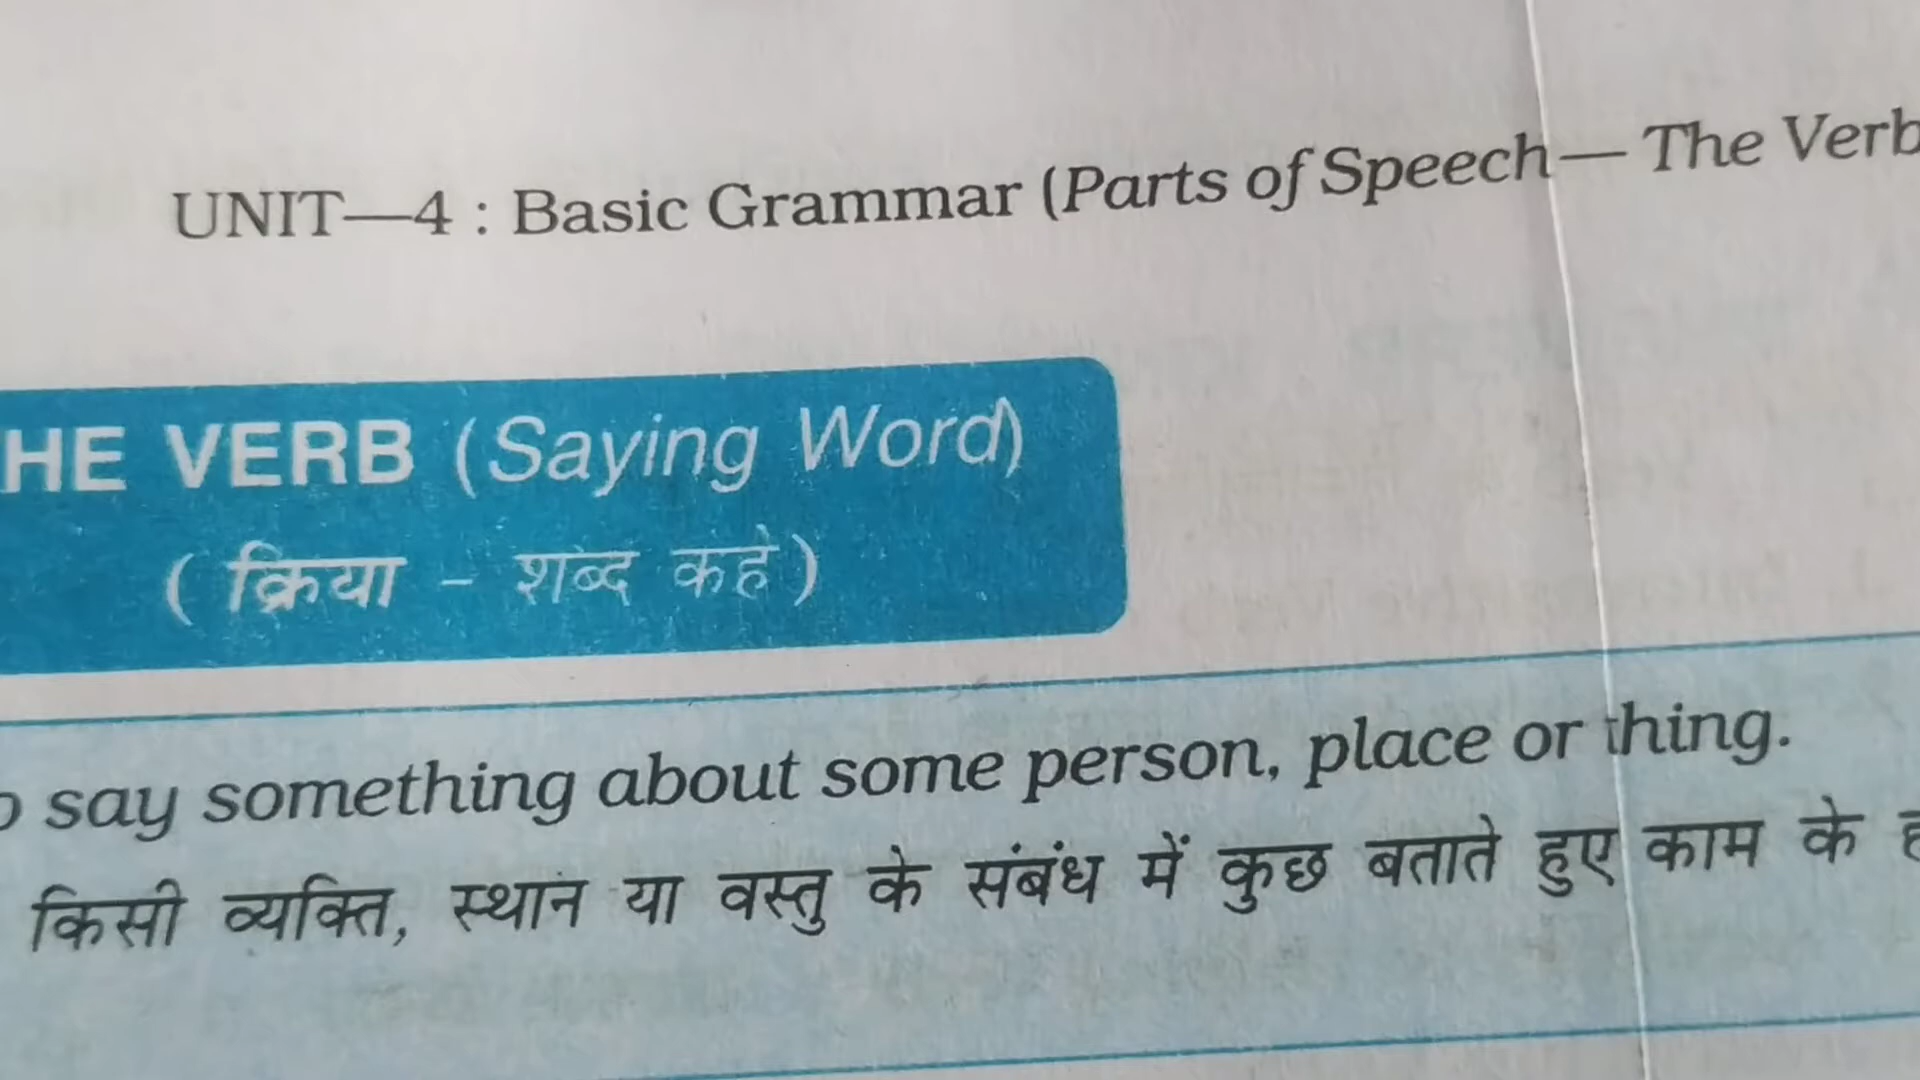 UNIT—4 : Basic Grammar (Parts of Speech — The Verb
HE VERB (Saying Word)
( क्रिया - शब्द कहे )
say something about some person, place or thing.
किसी व्यक्ति, स्थान या वस्तु के संबंध में कुछ बताते हुए काम के